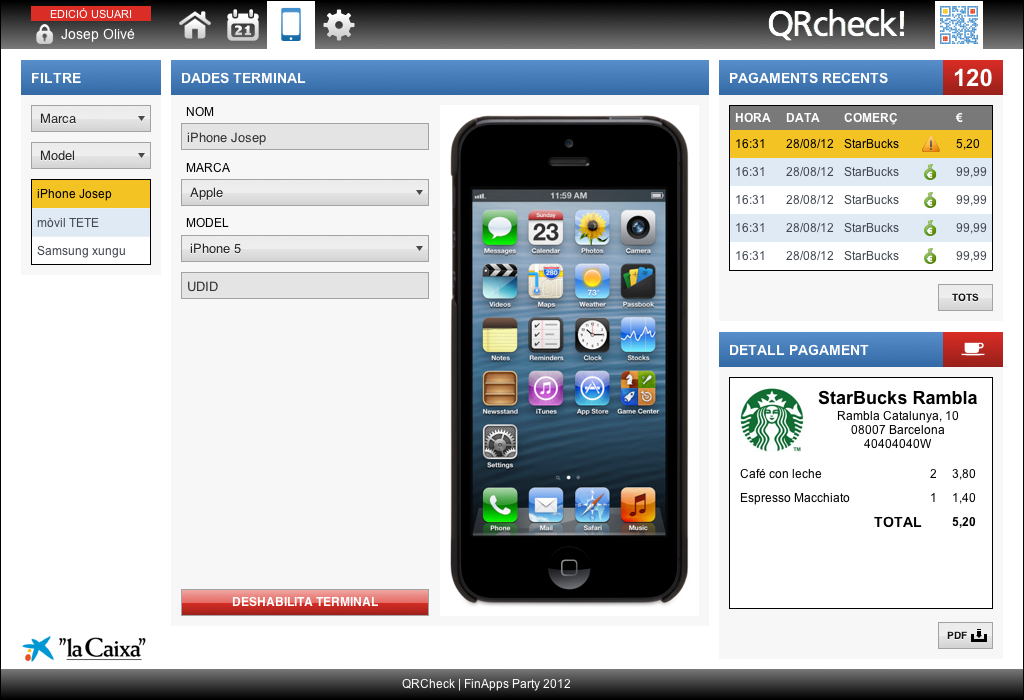 EDICIÓ USUARI
Josep Olivé
21
QRcheck!
FILTRE
Marca
Model
iPhone Josep
mòvil TETE
Samsung xungu
DADES TERMINAL
NOM
iPhone Josep
MARCA
Apple
MODEL
iPhone 5
UDID
DESHABILITA TERMINAL
11:59 AM
Sunday
23
Messages Calendar Photos Camera
280
73°
Videos Maps Weather Passbook
Notes Reminders Clock Stocks
Newsstand iTunes App Store Game Center
Settings
Phone Mail Safari Music
PAGAMENTS RECENTS 120
HORA DATA COMERÇ €
16:31 28/08/12 StarBucks 5,20
16:31 28/08/12 StarBucks € 99,99
16:31 28/08/12 StarBucks € 99,99
16:31 28/08/12 StarBucks € 99,99
16:31 28/08/12 StarBucks € 99,99
TOTS
DETALL PAGAMENT
StarBucks Rambla
Rambla Catalunya, 10
08007 Barcelona
40404040W
TM
Café con leche 2 3,80
Espresso Macchiato 1 1,40
TOTAL 5,20
PDF
"la Caixa"
QRCheck | FinApps Party 2012